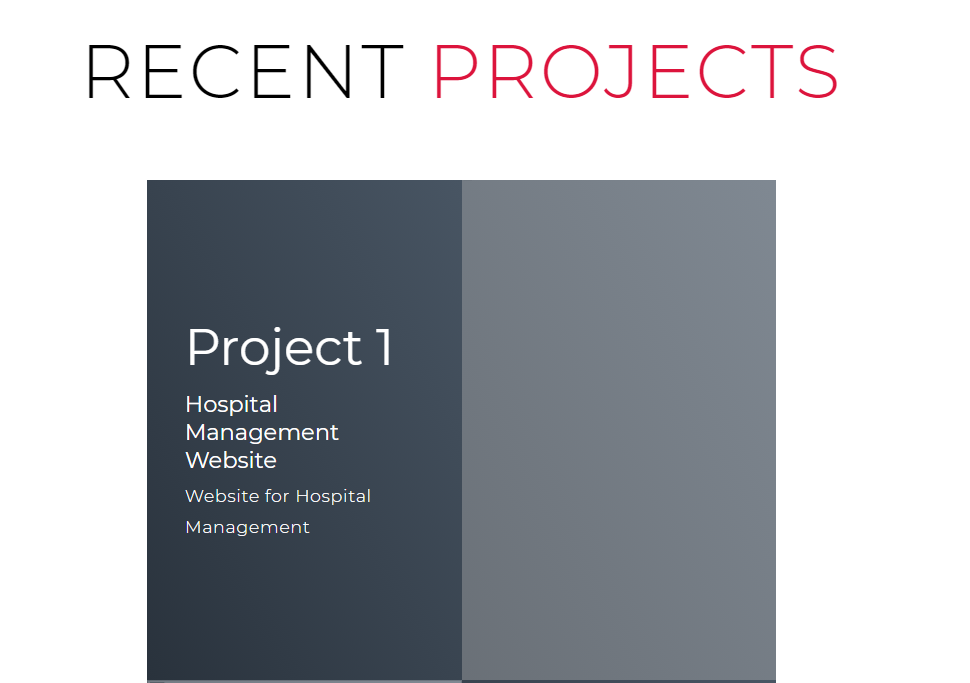 RECENT PROJECTS
Project 1
Hospital
Management
Website
Website for Hospital
Management